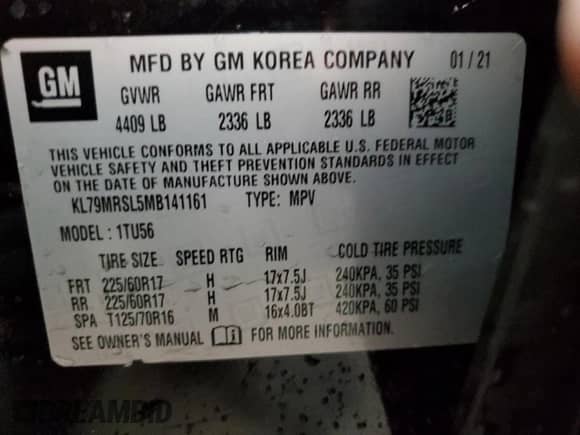 GM
MFD BY GM KOREA COMPANY 01/21
GVWR GAWR FRT GAWR RR
4409 LB 2336 LB 2336 LB
THIS VEHICLE CONFORMS TO ALL APPLICABLE U.S. FEDERAL MOTOR
VEHICLE SAFETY AND THEFT PREVENTION STANDARDS IN EFFECT
ON THE DATE OF MANUFACTURE SHOWN ABOVE.
KL79MRSL5MB141161 TYPE: MPV
MODEL: 1TU56
TIRE SIZE SPEED RTG RIM COLD TIRE PRESSURE
FRT 225/60R17 H 17x7.5J 240KPA, 35 PSI
RR 225/60R17 H 17x7.5J 240KPA, 35 PSI
SPA T125/70R16 M 16x4.0BT 420KPA, 60 PSI
SEE OWNER'S MANUAL FOR MORE INFORMATION.
DREAMBID